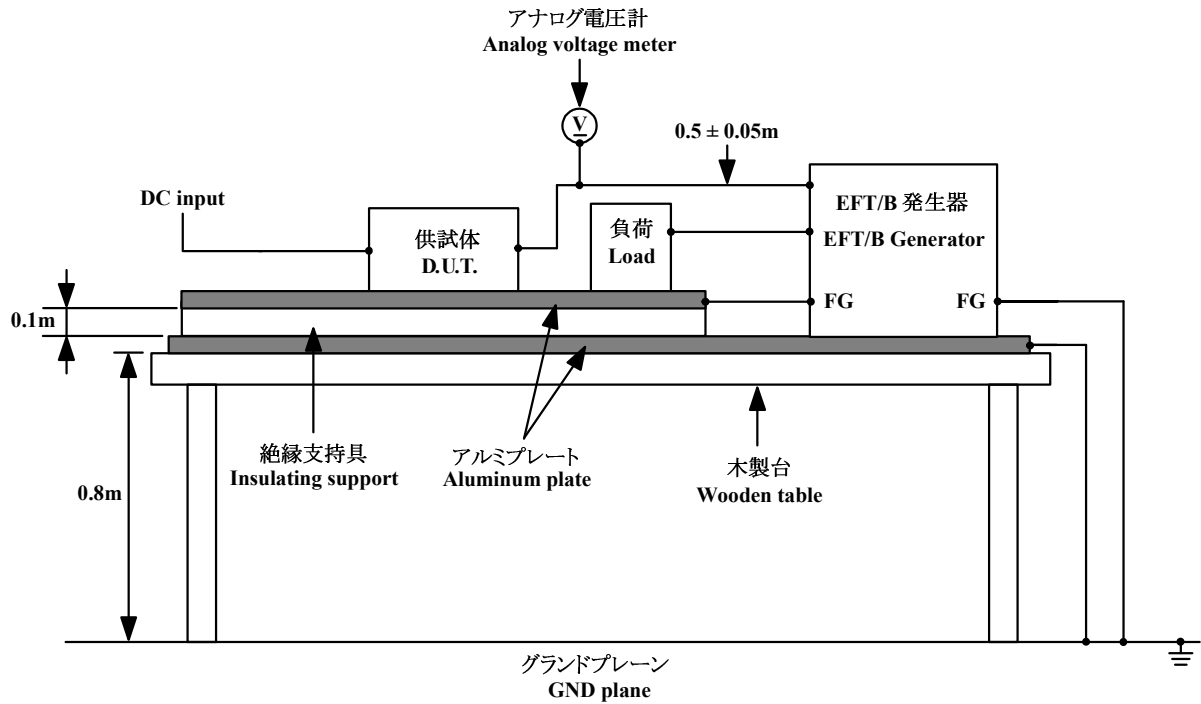 アナログ電圧計
Analog voltage meter
V
0.5 ± 0.05m
DC input
供試体
D.U.T.
負荷
Load
EFT/B 発生器
EFT/B Generator
FG
FG
0.1m
絶縁支持具
Insulating support
アルミプレート
Aluminum plate
木製台
Wooden table
0.8m
グランドプレーン
GND plane